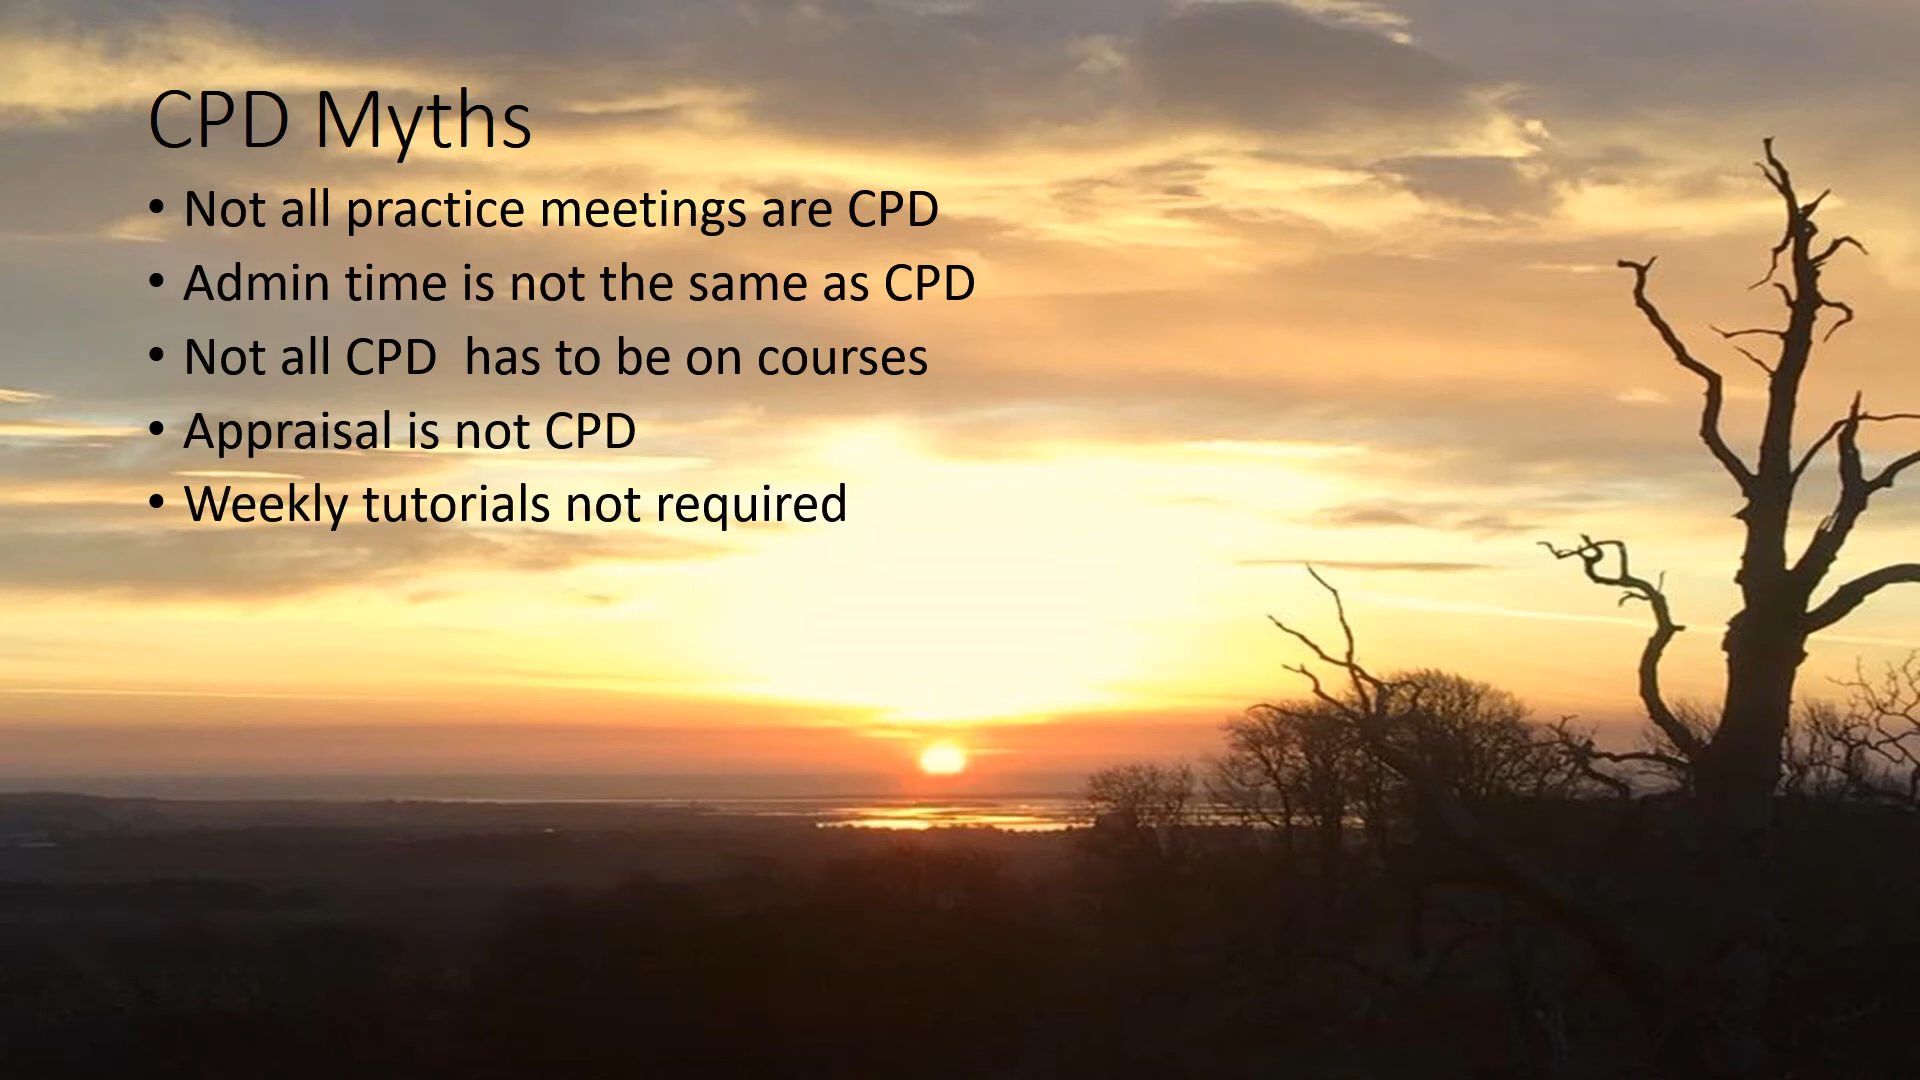 CPD Myths
• Not all practice meetings are CPD
• Admin time is not the same as CPD
• Not all CPD  has to be on courses
• Appraisal is not CPD
• Weekly tutorials not required